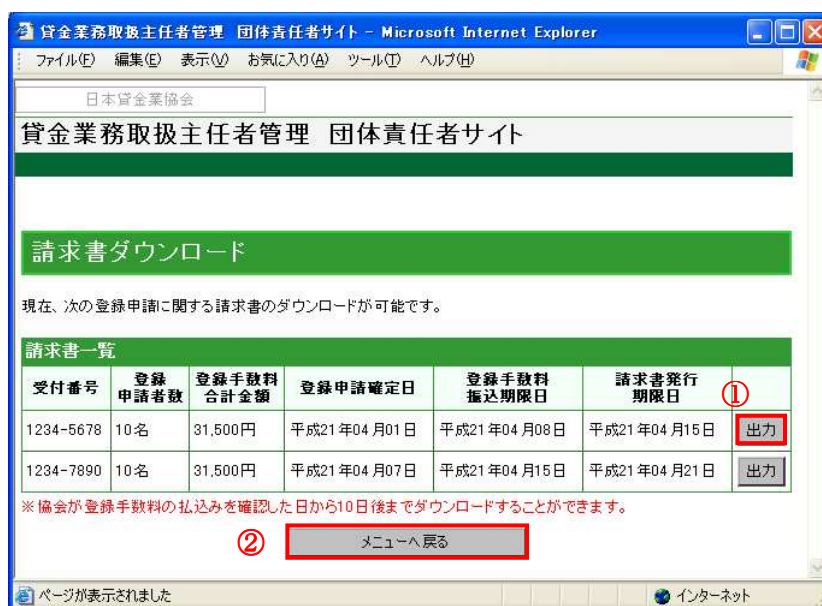 貸金業務取扱主任者管理 団体責任者サイト - Microsoft Internet Explorer
ファイル(F) 編集(E) 表示(V) お気に入り(A) ツール(T) ヘルプ(H)
日本貸金業協会
貸金業務取扱主任者管理 団体責任者サイト
請求書ダウンロード
現在、次の登録申請に関する請求書のダウンロードが可能です。
請求書一覧
受付番号 登録申請者数 登録手数料合計金額 登録申請確定日 登録手数料振込期限日 請求書発行期限日 ①
1234-5678 10名 31,500円 平成21年04月01日 平成21年04月08日 平成21年04月15日 出力
1234-7890 10名 31,500円 平成21年04月07日 平成21年04月15日 平成21年04月21日 出力
※協会が登録手数料の払込みを確認した日から10日後までダウンロードすることができます。
② メニューへ戻る
ページが表示されました インターネット